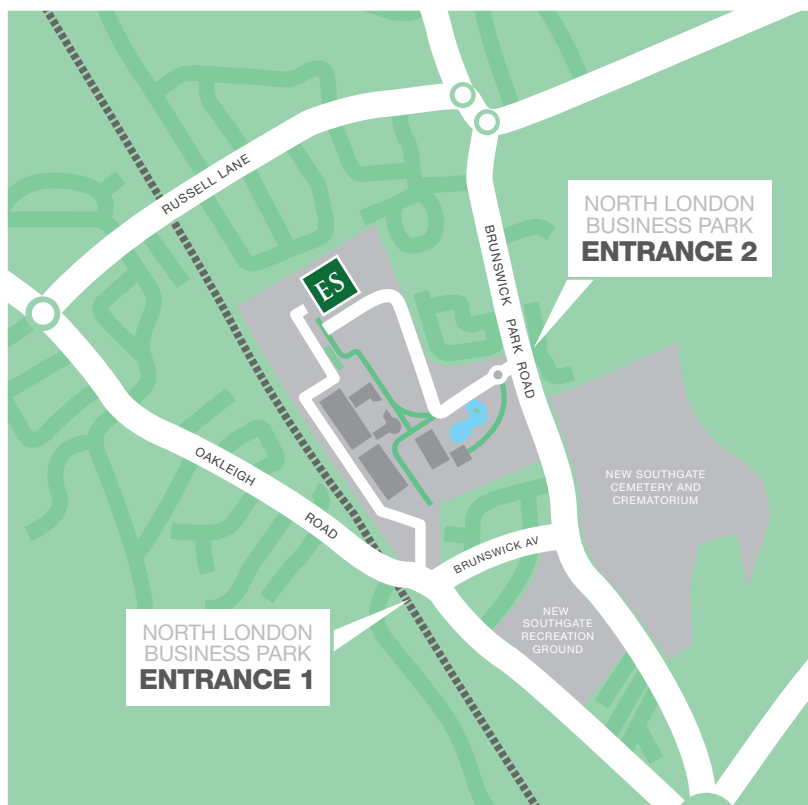 RUSSELL LANE
NORTH LONDON
BUSINESS PARK
ENTRANCE 2
BRUNSWICK PARK ROAD
ES
OAKLEIGH ROAD
NEW SOUTHGATE
CEMETERY AND
CREMATORIUM
BRUNSWICK AV
NEW
SOUTHGATE
RECREATION
GROUND
NORTH LONDON
BUSINESS PARK
ENTRANCE 1